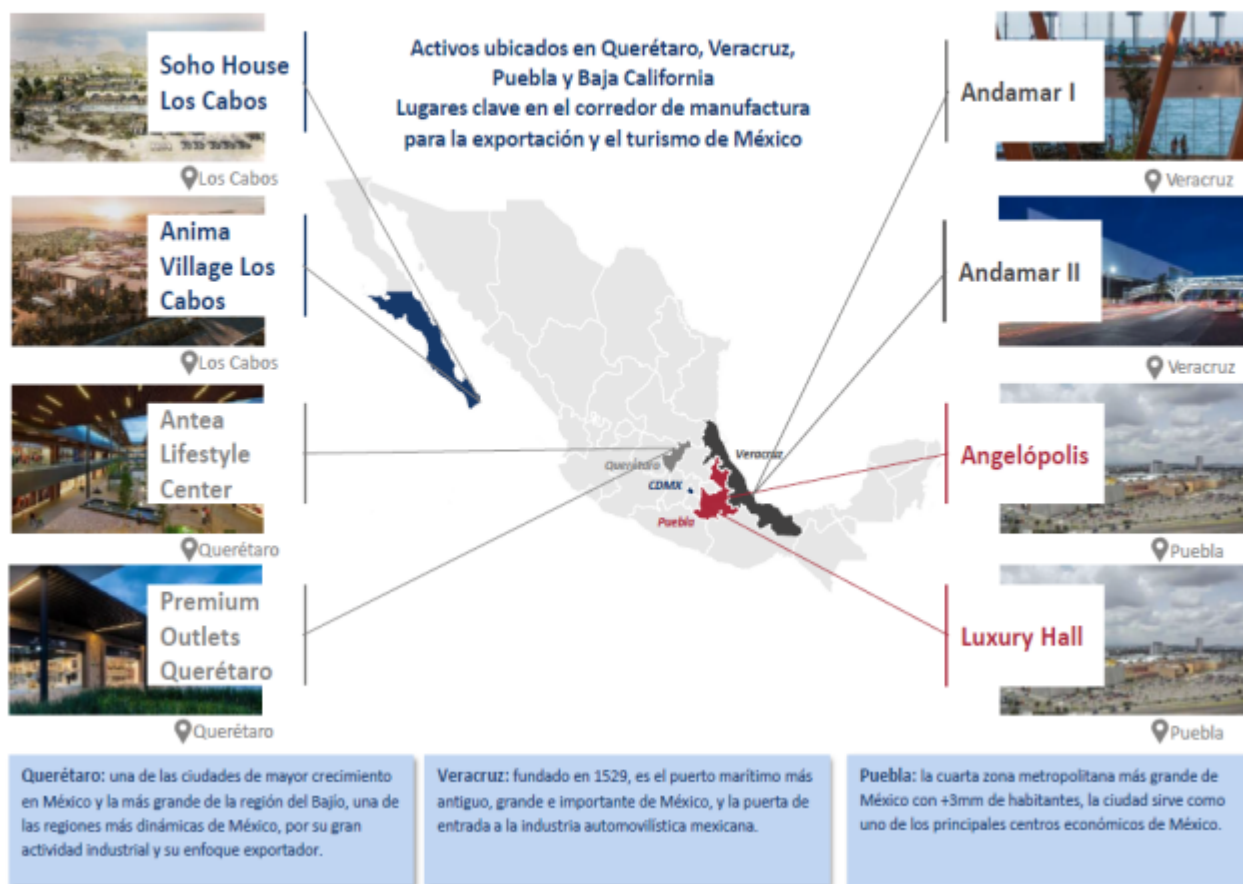 Activos ubicados en Querétaro, Veracruz,
Puebla y Baja California
Lugares clave en el corredor de manufactura
para la exportación y el turismo de México
Soho House
Los Cabos
Los Cabos
Anima
Village Los
Cabos
Los Cabos
Antea
Lifestyle
Center
Querétaro
Premium
Outlets
Querétaro
Querétaro
Querétaro
Veracruz
CDMX
Puebla
Andamar I
Veracruz
Andamar II
Veracruz
Angelópolis
Puebla
Luxury Hall
Puebla
Querétaro: una de las ciudades de mayor crecimiento
en México y la más grande de la región del Bajío, una de
las regiones más dinámicas de México, por su gran
actividad industrial y su enfoque exportador.
Veracruz: fundado en 1529, es el puerto marítimo más
antiguo, grande e importante de México, y la puerta de
entrada a la industria automovilística mexicana.
Puebla: la cuarta zona metropolitana más grande de
México con +3mm de habitantes, la ciudad sirve como
uno de los principales centros económicos de México.